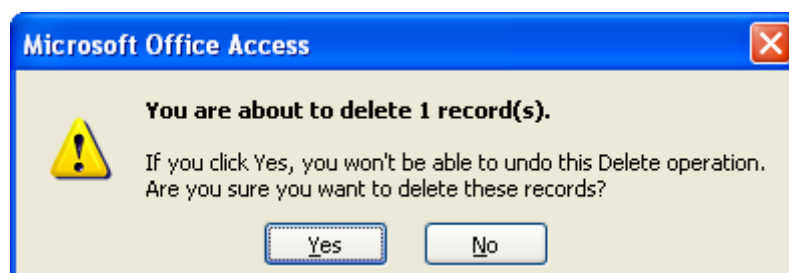 Microsoft Office Access
You are about to delete 1 record(s).
If you click Yes, you won't be able to undo this Delete operation.
Are you sure you want to delete these records?
Yes No